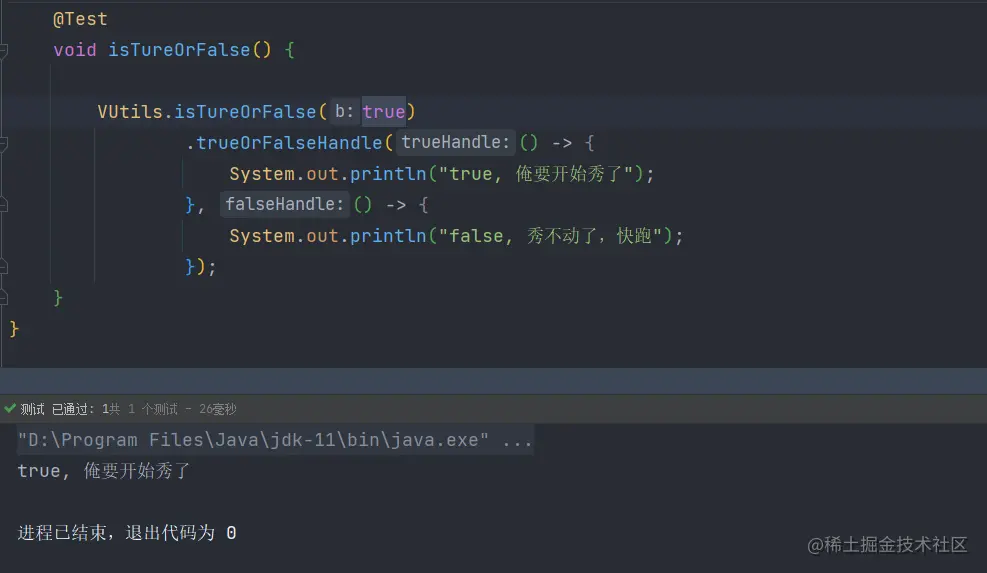 @Test
void isTureOrFalse() {
VUtils.isTureOrFalse( b: true)
.trueOrFalseHandle( trueHandle: () -> {
System.out.println("true, 俺要开始秀了");
}, falseHandle: () -> {
System.out.println("false, 秀不动了，快跑");
});
}
}
测试 已通过: 1共 1 个测试 – 26毫秒
"D:\Program Files\Java\jdk-11\bin\java.exe" ...
true, 俺要开始秀了
进程已结束，退出代码为 0
@稀土掘金技术社区